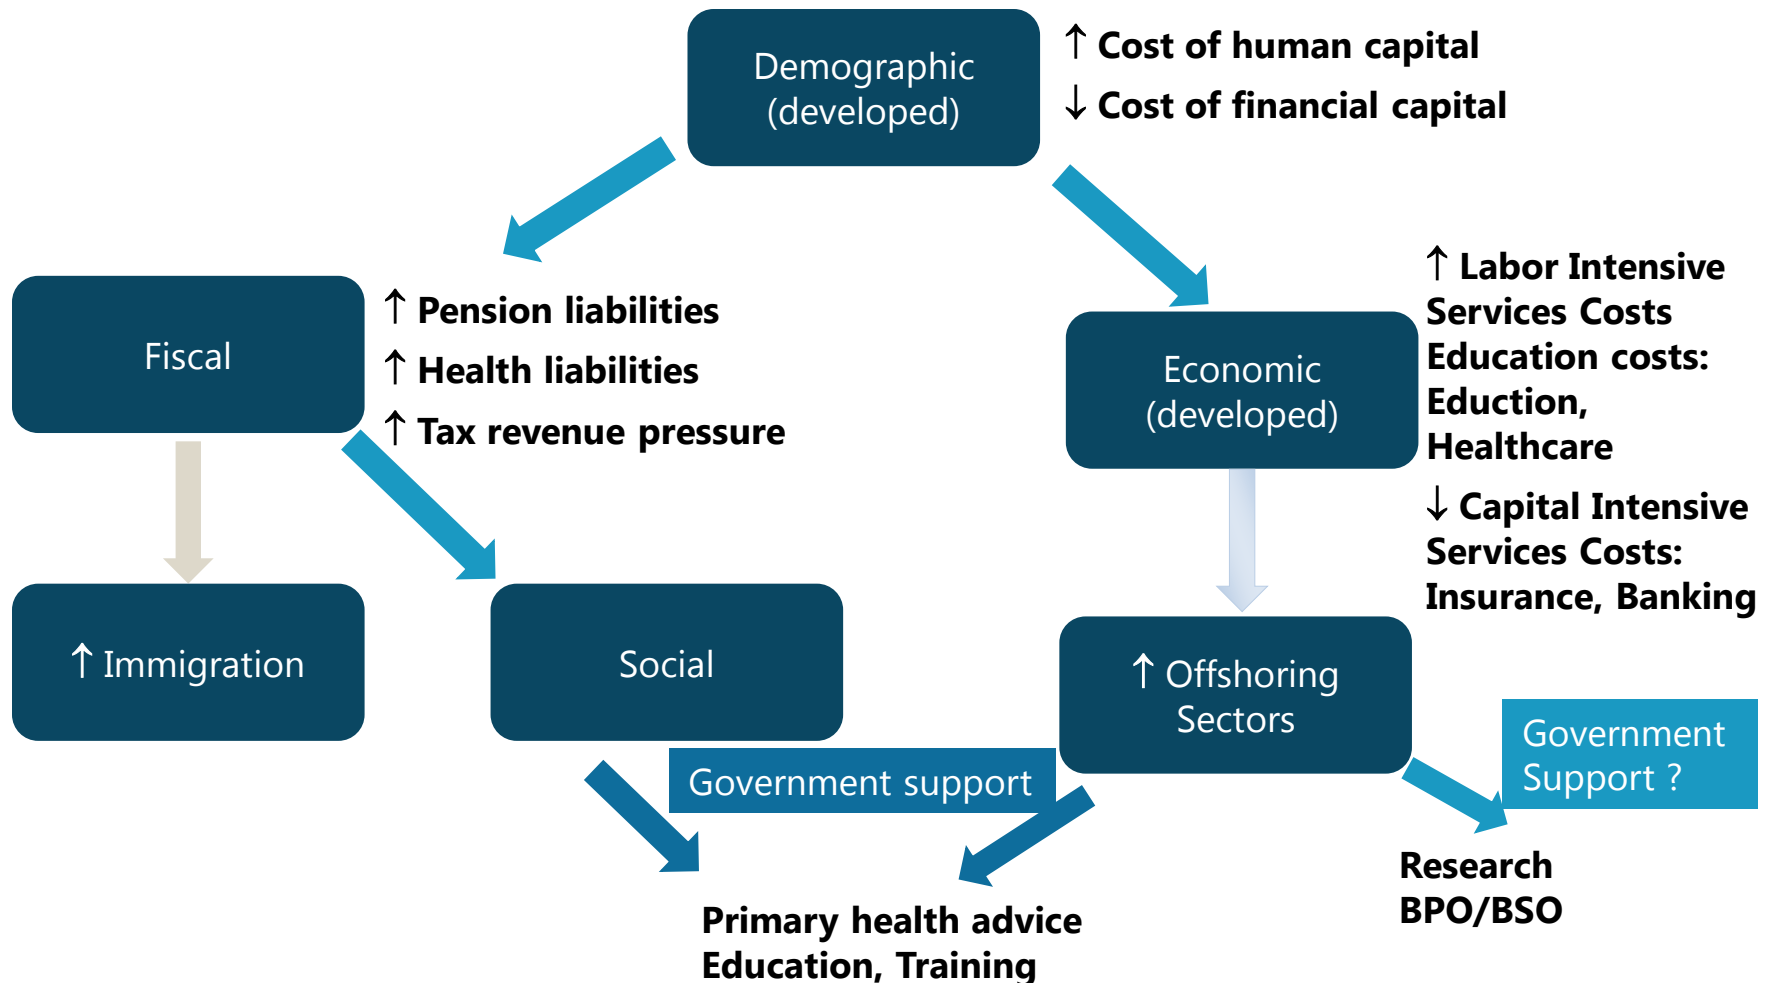 Demographic
(developed)
↑ Cost of human capital
↓ Cost of financial capital
Fiscal
↑ Pension liabilities
↑ Health liabilities
↑ Tax revenue pressure
Economic
(developed)
↑ Labor Intensive
Services Costs
Education costs:
Eduction,
Healthcare
↓ Capital Intensive
Services Costs:
Insurance, Banking
↑ Immigration
Social
↑ Offshoring
Sectors
Government support
Government
Support ?
Primary health advice
Education, Training
Research
BPO/BSO